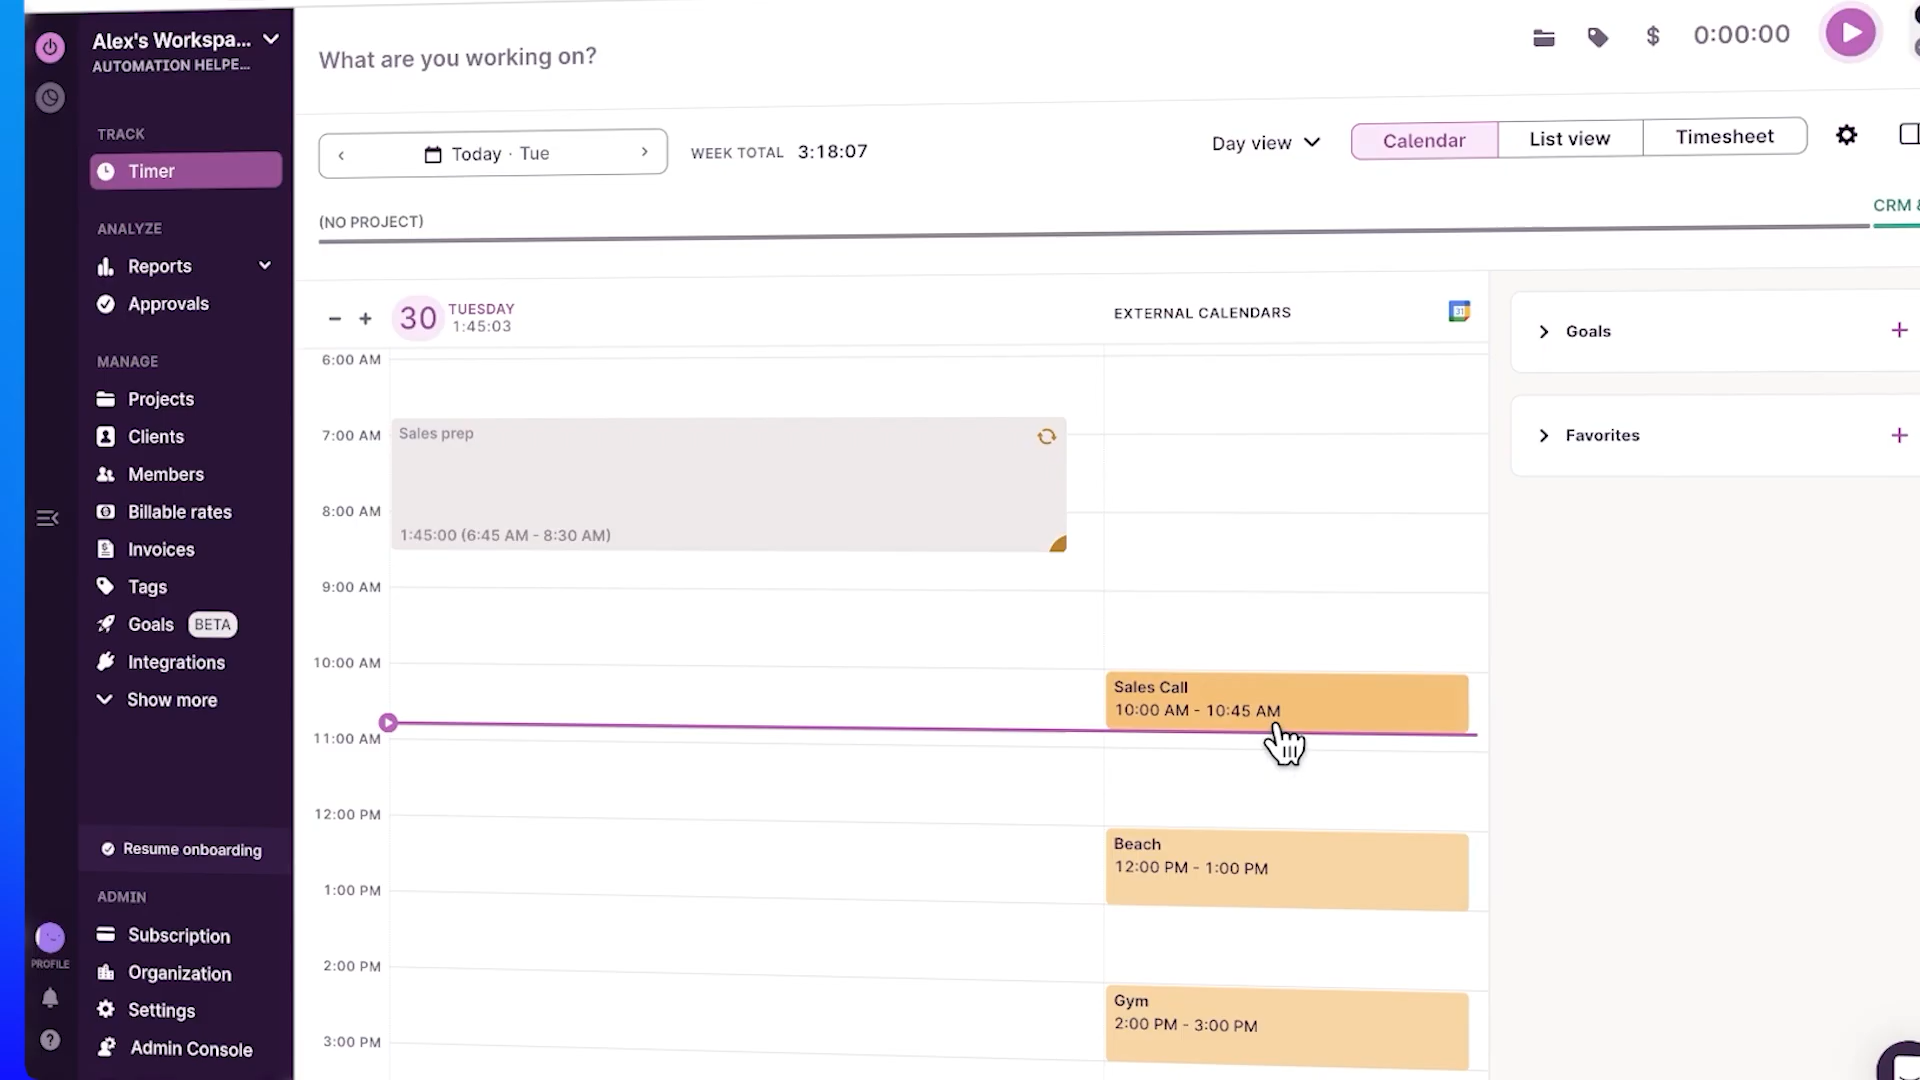 Alex's Workspa...
AUTOMATION HELPE...
TRACK
Timer
ANALYZE
Reports
Approvals
MANAGE
Projects
Clients
Members
Billable rates
Invoices
Tags
Goals BETA
Integrations
Show more
Resume onboarding
ADMIN
Subscription
Organization
Settings
Admin Console
PROFILE
What are you working on?
$ 0:00:00
Today · Tue
WEEK TOTAL 3:18:07
Day view
Calendar
List view
Timesheet
(NO PROJECT)
CRM &
30
TUESDAY
1:45:03
EXTERNAL CALENDARS
31
6:00 AM
7:00 AM
8:00 AM
9:00 AM
10:00 AM
11:00 AM
12:00 PM
1:00 PM
2:00 PM
3:00 PM
Sales prep
1:45:00 (6:45 AM - 8:30 AM)
Sales Call
10:00 AM - 10:45 AM
Beach
12:00 PM - 1:00 PM
Gym
2:00 PM - 3:00 PM
Goals
Favorites